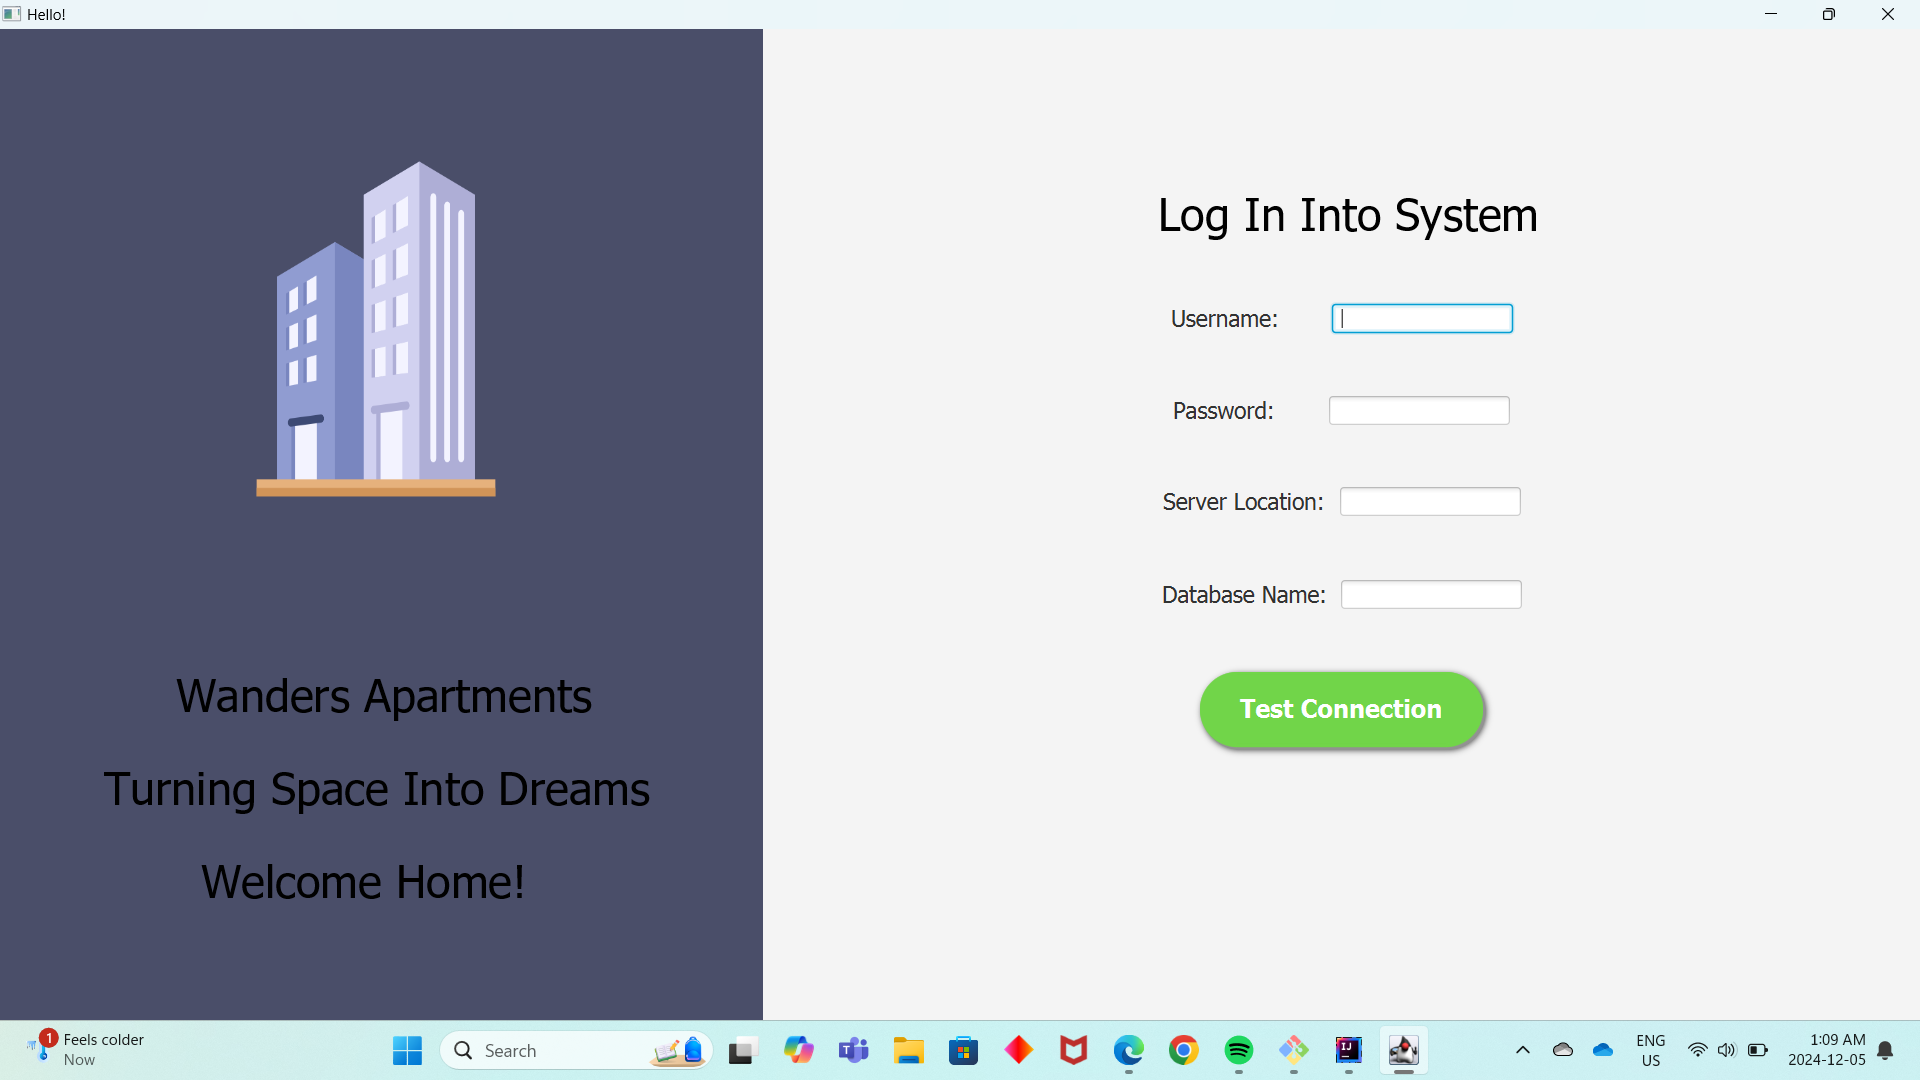 Hello!
Log In Into System
Username:
Password:
Server Location:
Database Name:
Test Connection
Wanders Apartments
Turning Space Into Dreams
Welcome Home!
1
Feels colder
Now
Search
ENG
US
1:09 AM
2024-12-05